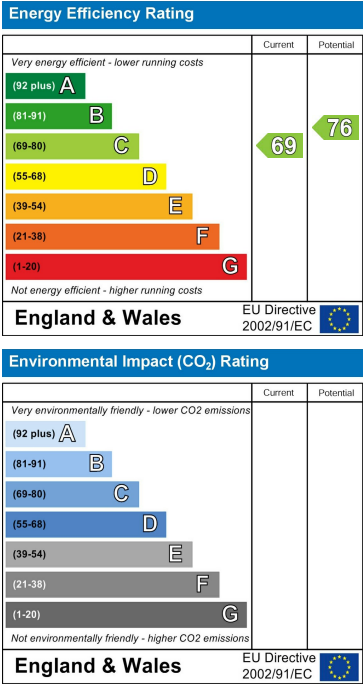 Energy Efficiency Rating
Current Potential
Very energy efficient - lower running costs
(92 plus) A
(81-91) B
(69-80) C
(55-68) D
(39-54) E
(21-38) F
(1-20) G
69
76
Not energy efficient - higher running costs
England & Wales
EU Directive
2002/91/EC
Environmental Impact (CO₂) Rating
Current Potential
Very environmentally friendly - lower CO2 emissions
(92 plus) A
(81-91) B
(69-80) C
(55-68) D
(39-54) E
(21-38) F
(1-20) G
Not environmentally friendly - higher CO2 emissions
England & Wales
EU Directive
2002/91/EC